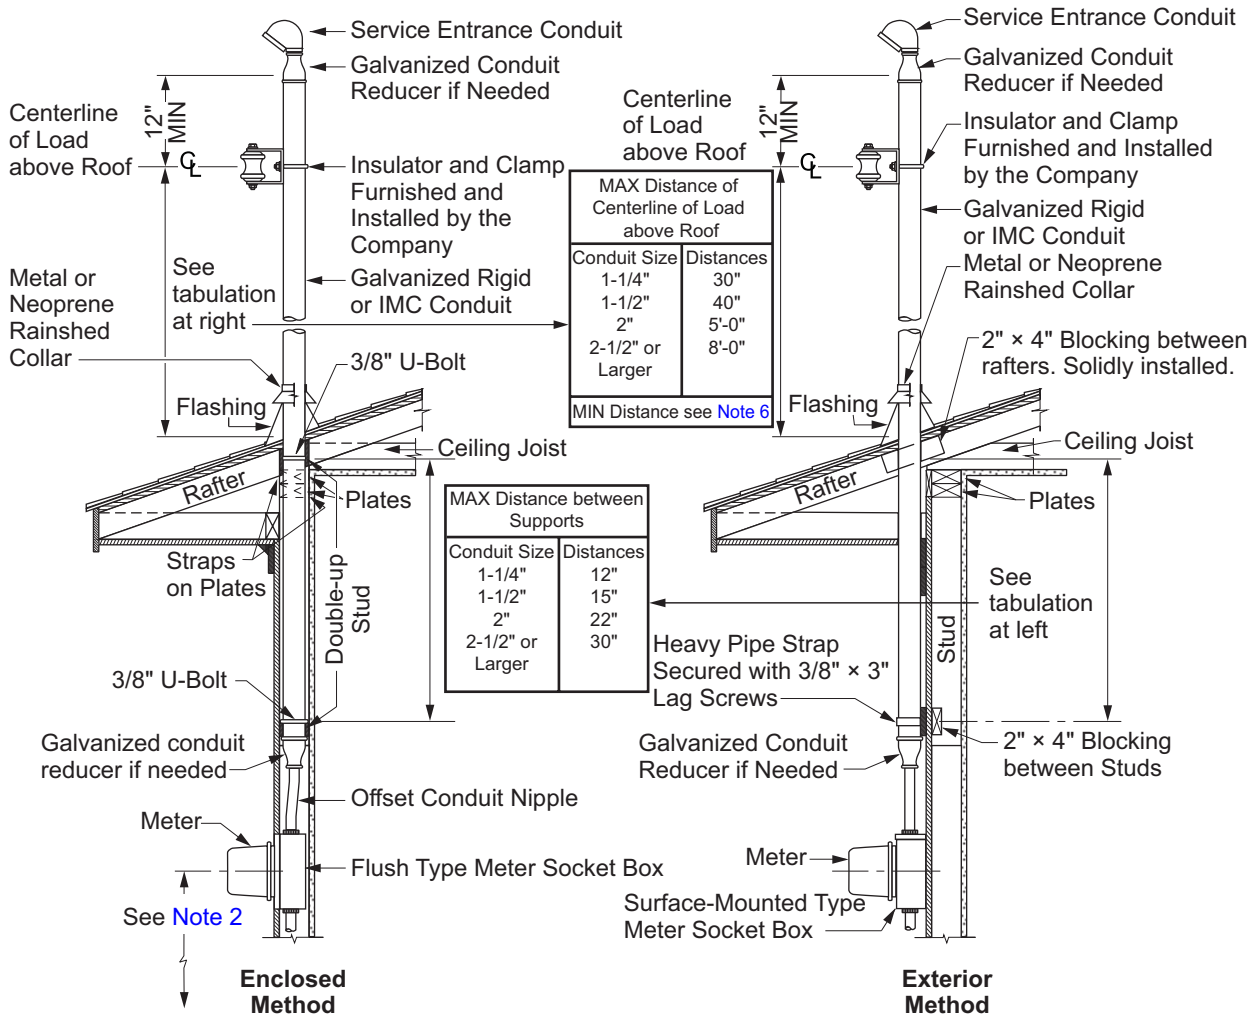 Service Entrance Conduit
Galvanized Conduit
Reducer if Needed
12"
MIN
Centerline
of Load
above Roof
℄
Insulator and Clamp
Furnished and
Installed by the
Company
See
tabulation
at right
Galvanized Rigid
or IMC Conduit
Metal or
Neoprene
Rainshed
Collar
3/8" U-Bolt
Flashing
Ceiling Joist
Rafter
Plates
Straps
on Plates
Double-up
Stud
3/8" U-Bolt
Galvanized conduit
reducer if needed
Offset Conduit Nipple
Meter
Flush Type Meter Socket Box
See Note 2
Enclosed
Method
MAX Distance of
Centerline of Load
above Roof
Conduit Size Distances
1-1/4" 30"
1-1/2" 40"
2" 5'-0"
2-1/2" or 8'-0"
Larger
MIN Distance see Note 6
MAX Distance between
Supports
Conduit Size Distances
1-1/4" 12"
1-1/2" 15"
2" 22"
2-1/2" or 30"
Larger
Service Entrance Conduit
Galvanized Conduit
Reducer if Needed
12"
MIN
Centerline
of Load
above Roof
℄
Insulator and Clamp
Furnished and Installed
by the Company
Galvanized Rigid
or IMC Conduit
Metal or Neoprene
Rainshed Collar
2" × 4" Blocking between
rafters. Solidly installed.
Flashing
Ceiling Joist
Rafter
Plates
See
tabulation
at left
Stud
Heavy Pipe Strap
Secured with 3/8" × 3"
Lag Screws
2" × 4" Blocking
between Studs
Galvanized Conduit
Reducer if Needed
Meter
Surface-Mounted Type
Meter Socket Box
Exterior
Method